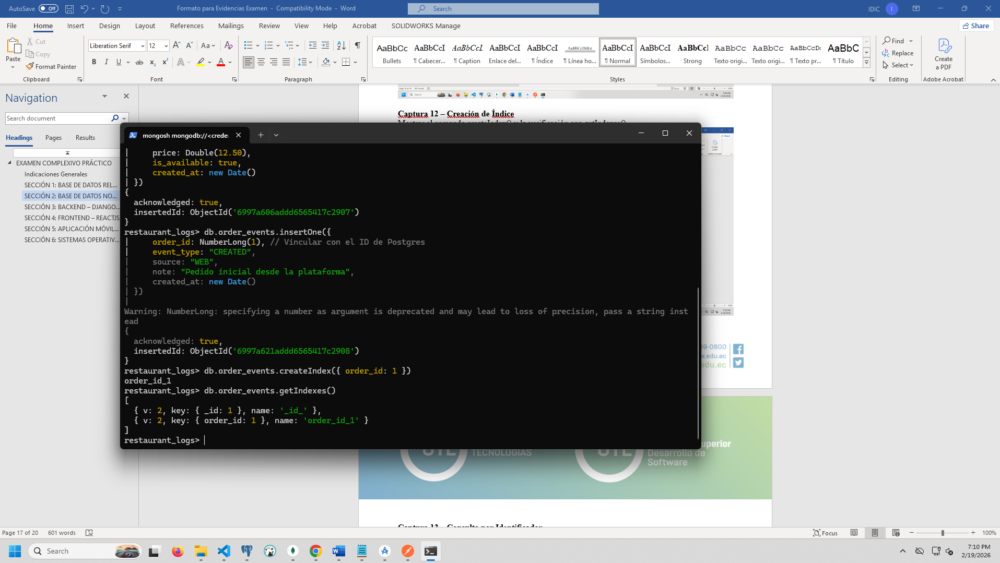 AutoSave Off
Formato para Evidencias Examen - Compatibility Mode - Word
Search
IDIC
I
File Home Insert Design Layout References Mailings Review View Help Acrobat SOLIDWORKS Manage
Share
Paste
Cut
Copy
Format Painter
Clipboard
Liberation Serif 12
Font
Paragraph
AaBbCc AaBbCcI AaBbCcI AaBbCcI AaBbCcI AaBbCcDdEe AaBbCcI AaBbCcI AaBbCcI AaBbCc AaBbCc AaBbCcDc AaBbC
Bullets ¶ Cabecer... ¶ Caption Enlace del... ¶ Índice ¶ Línea ho... ¶ Normal Símbolos... Strong Texto origi... Texto origi... ¶ Texto pr... ¶ Título
Styles
Find
Replace
Select
Editing
Create
a PDF
Adobe Acrobat
Navigation
Search document
Headings Pages Results
EXAMEN COMPLEXIVO PRÁCTICO
Indicaciones Generales
SECCIÓN 1: BASE DE DATOS REL...
SECCIÓN 2: BASE DE DATOS NO...
SECCIÓN 3: BACKEND – DJANGO...
SECCIÓN 4: FRONTEND – REACTJS
SECCIÓN 5: APLICACIÓN MÓVIL...
SECCIÓN 6: SISTEMAS OPERATIV...
Captura 12 – Creación de Índice
mongosh mongodb://<creder
|     price: Double(12.50),
|     is_available: true,
|     created_at: new Date()
| })
{
  acknowledged: true,
  insertedId: ObjectId('6997a606addd6565417c2907')
}
restaurant_logs> db.order_events.insertOne({
|     order_id: NumberLong(1), // Vincular con el ID de Postgres
|     event_type: "CREATED",
|     source: "WEB",
|     note: "Pedido inicial desde la plataforma",
|     created_at: new Date()
| })
|
Warning: NumberLong: specifying a number as argument is deprecated and may lead to loss of precision, pass a string inst
ead
{
  acknowledged: true,
  insertedId: ObjectId('6997a621addd6565417c2908')
}
restaurant_logs> db.order_events.createIndex({ order_id: 1 })
order_id_1
restaurant_logs> db.order_events.getIndexes()
[
  { v: 2, key: { _id: 1 }, name: '_id_' },
  { v: 2, key: { order_id: 1 }, name: 'order_id_1' }
]
restaurant_logs>
99-0800
e.edu.ec
edu.ec
TECNOLOGÍAS
uperior
Desarrollo de
Software
Captura 13 – Consulta por Identificador
Page 17 of 20 601 words
Focus
100%
Search
7:10 PM
2/19/2026